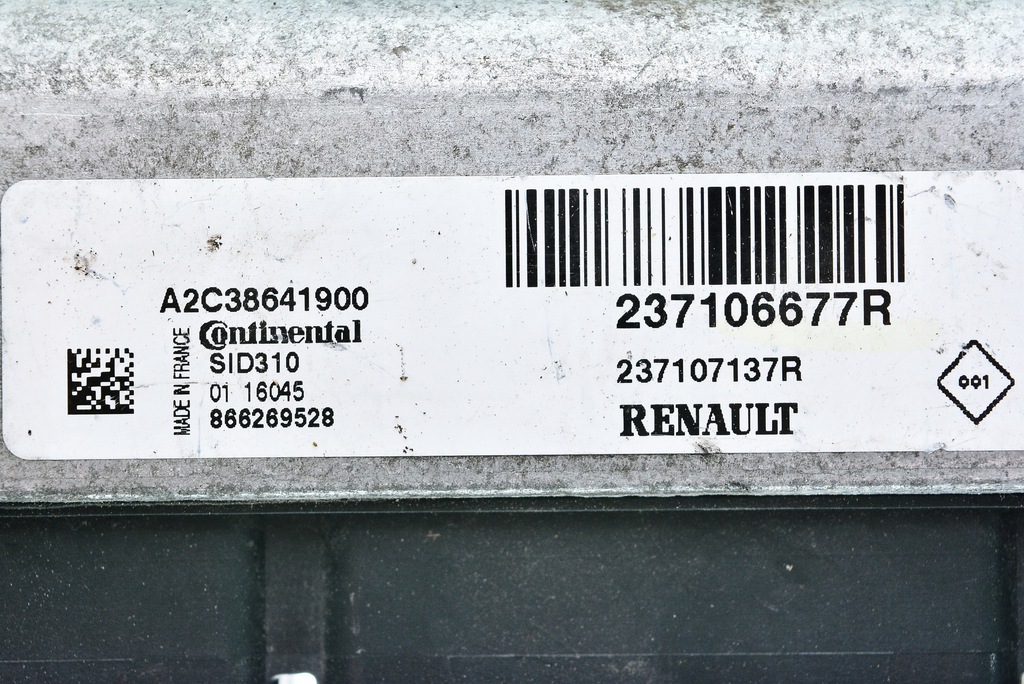 A2C38641900
Continental
SID310
01 16045
866269528
MADE IN FRANCE
237106677R
237107137R
RENAULT
001